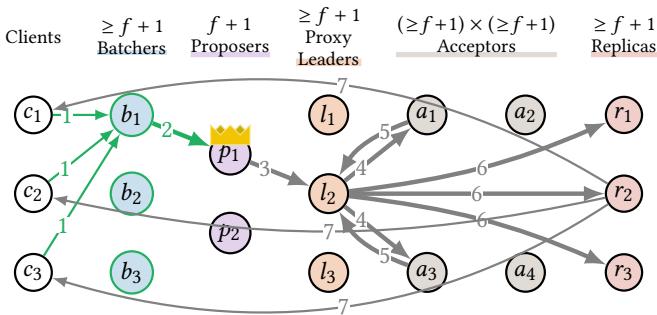 Clients
≥ f + 1
Batchers
f + 1
Proposers
≥ f + 1
Proxy
Leaders
(≥f+1) × (≥f+1)
Acceptors
≥ f + 1
Replicas
7
c1 1 b1 2 p1 l1 a1 a2 r1
5
4
6
1 3
c2 b2 l2 6 r2
1
7
p2 4 6
5
c3 b3 l3 a3 a4 r3
7